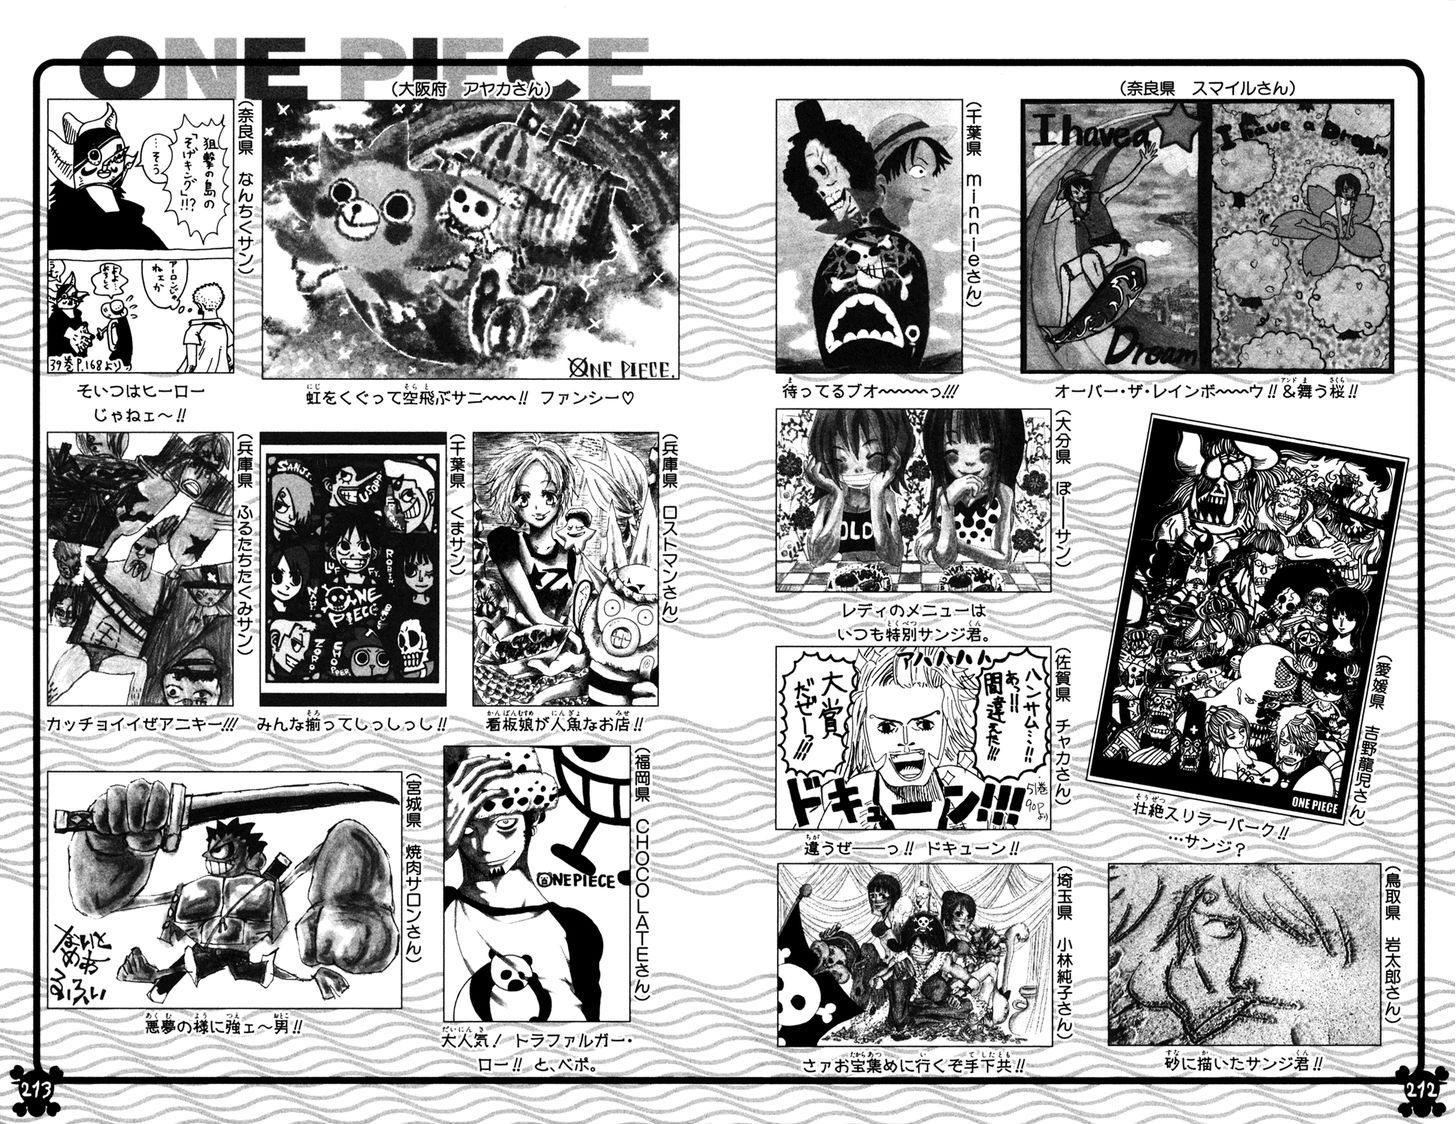 ONE PIECE
(奈良県 スマイルさん)
I have a
Dream
I have a Dream
オーバー・ザ・レインボ〜〜〜ウ!! &舞う桜!!
(千葉県 minnieさん)
待ってるブオ〜〜〜〜〜っ!!!
(大分県 ぽ——サン)
レディのメニューは
いつも特別サンジ君。
(愛媛県 吉野龍児さん)
ONE PIECE
壮絶スリラーバーク!!
…サンジ?
(佐賀県 チャカさん)
アハハハハ
ハンサム…!!
あっ!!!
間違えた!!!
大賞
だぜーっ!!!
ドキューン!!!
51巻
90Pより
違うぜ——っ!! ドキューン!!
(埼玉県 小林純子さん)
さァお宝集めに行くぞ手下共!!
(鳥取県 岩太郎さん)
砂に描いたサンジ君!!
212
(大阪府 アヤカさん)
ONE PIECE.
虹をくぐって空飛ぶサニ〜〜!! ファンシー♡
(奈良県 なんちくサン)
狙撃の島の
「そげキング」!!?
…そう
アーロンじゃ
ねェか
39巻P.168より
そいつはヒーロー
じゃねェ〜!!
(兵庫県 ロストマンさん)
看板娘が人魚なお店!!
(千葉県 くまサン)
SANJI
USOPP
LUFFY
ROBIN
NAMI
ONE PIECE
ZORO
CHOPPER
みんな揃ってしっしっし!!
(兵庫県 ふるたちたくみサン)
カッチョイイぜアニキー!!!
(福岡県 CHOCOLATEさん)
ONE PIECE
大人気! トラファルガー・
ロー!! と、ベポ。
(宮城県 焼肉サロンさん)
悪夢の様に強ェ〜男!!
213